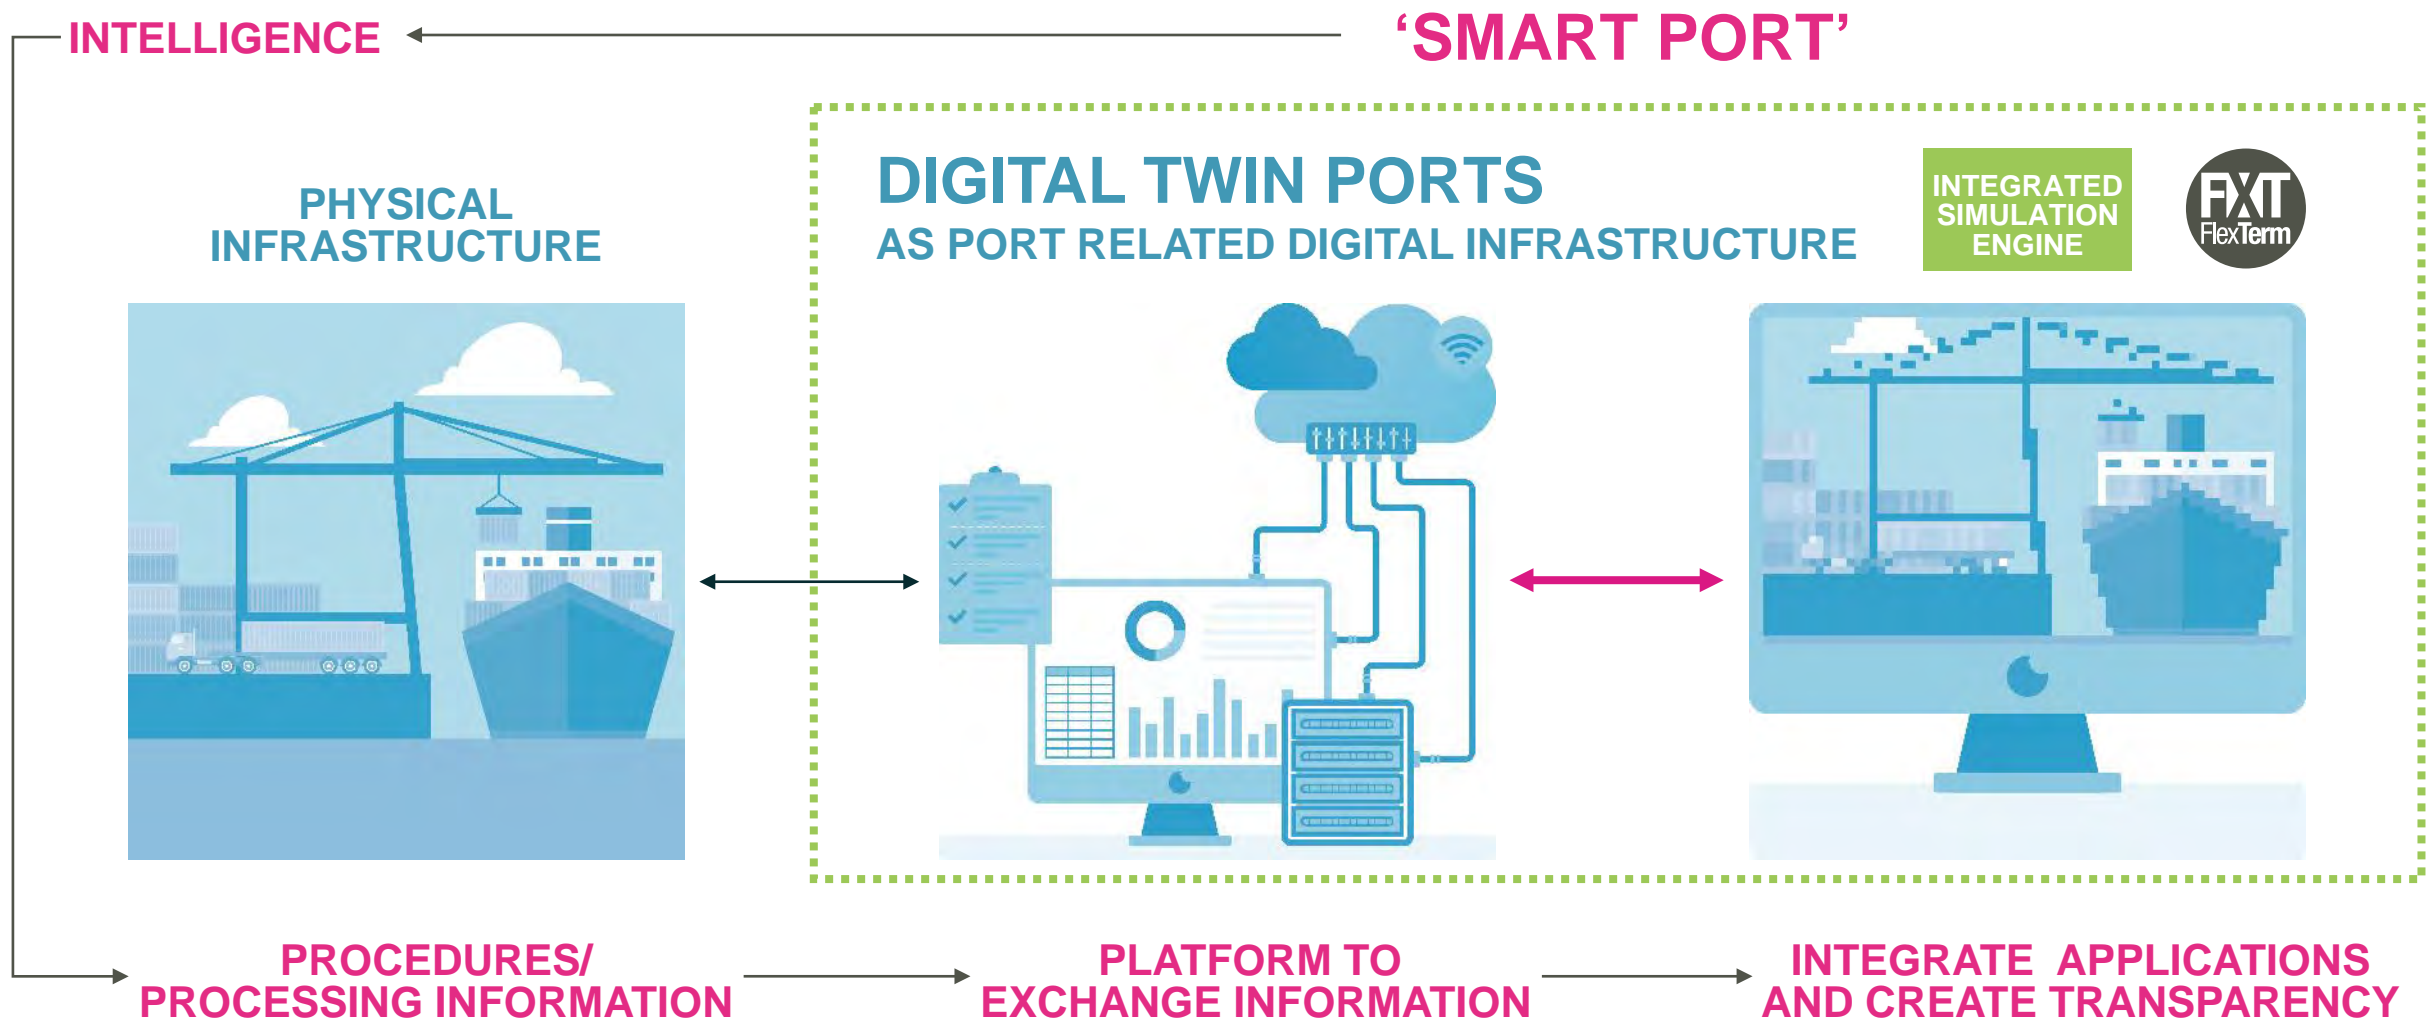 INTELLIGENCE
‘SMART PORT’
PHYSICAL
INFRASTRUCTURE
DIGITAL TWIN PORTS
AS PORT RELATED DIGITAL INFRASTRUCTURE
INTEGRATED
SIMULATION
ENGINE
FXT
FlexTerm
PROCEDURES/
PROCESSING INFORMATION
PLATFORM TO
EXCHANGE INFORMATION
INTEGRATE APPLICATIONS
AND CREATE TRANSPARENCY